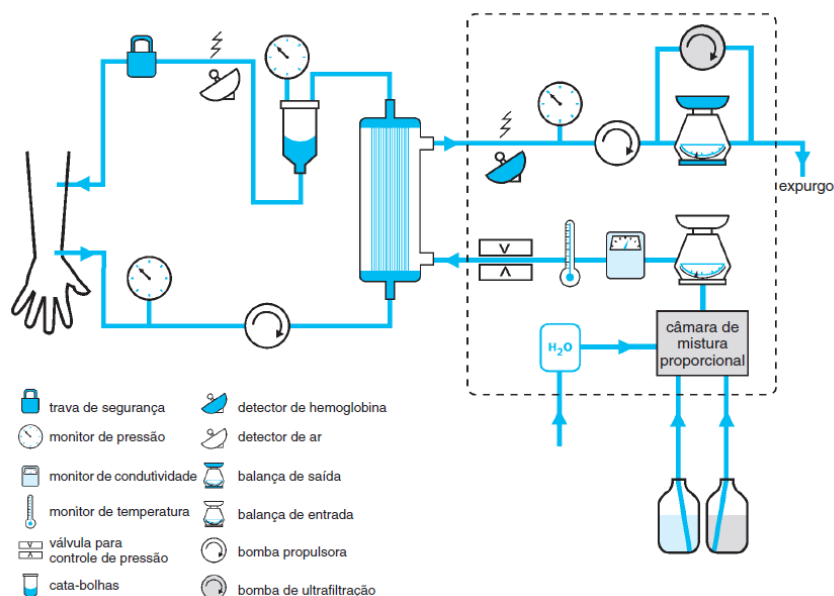 expurgo
câmara de
mistura
proporcional
H₂O
trava de segurança
monitor de pressão
monitor de condutividade
monitor de temperatura
válvula para
controle de pressão
cata-bolhas
detector de hemoglobina
detector de ar
balança de saída
balança de entrada
bomba propulsora
bomba de ultrafiltração